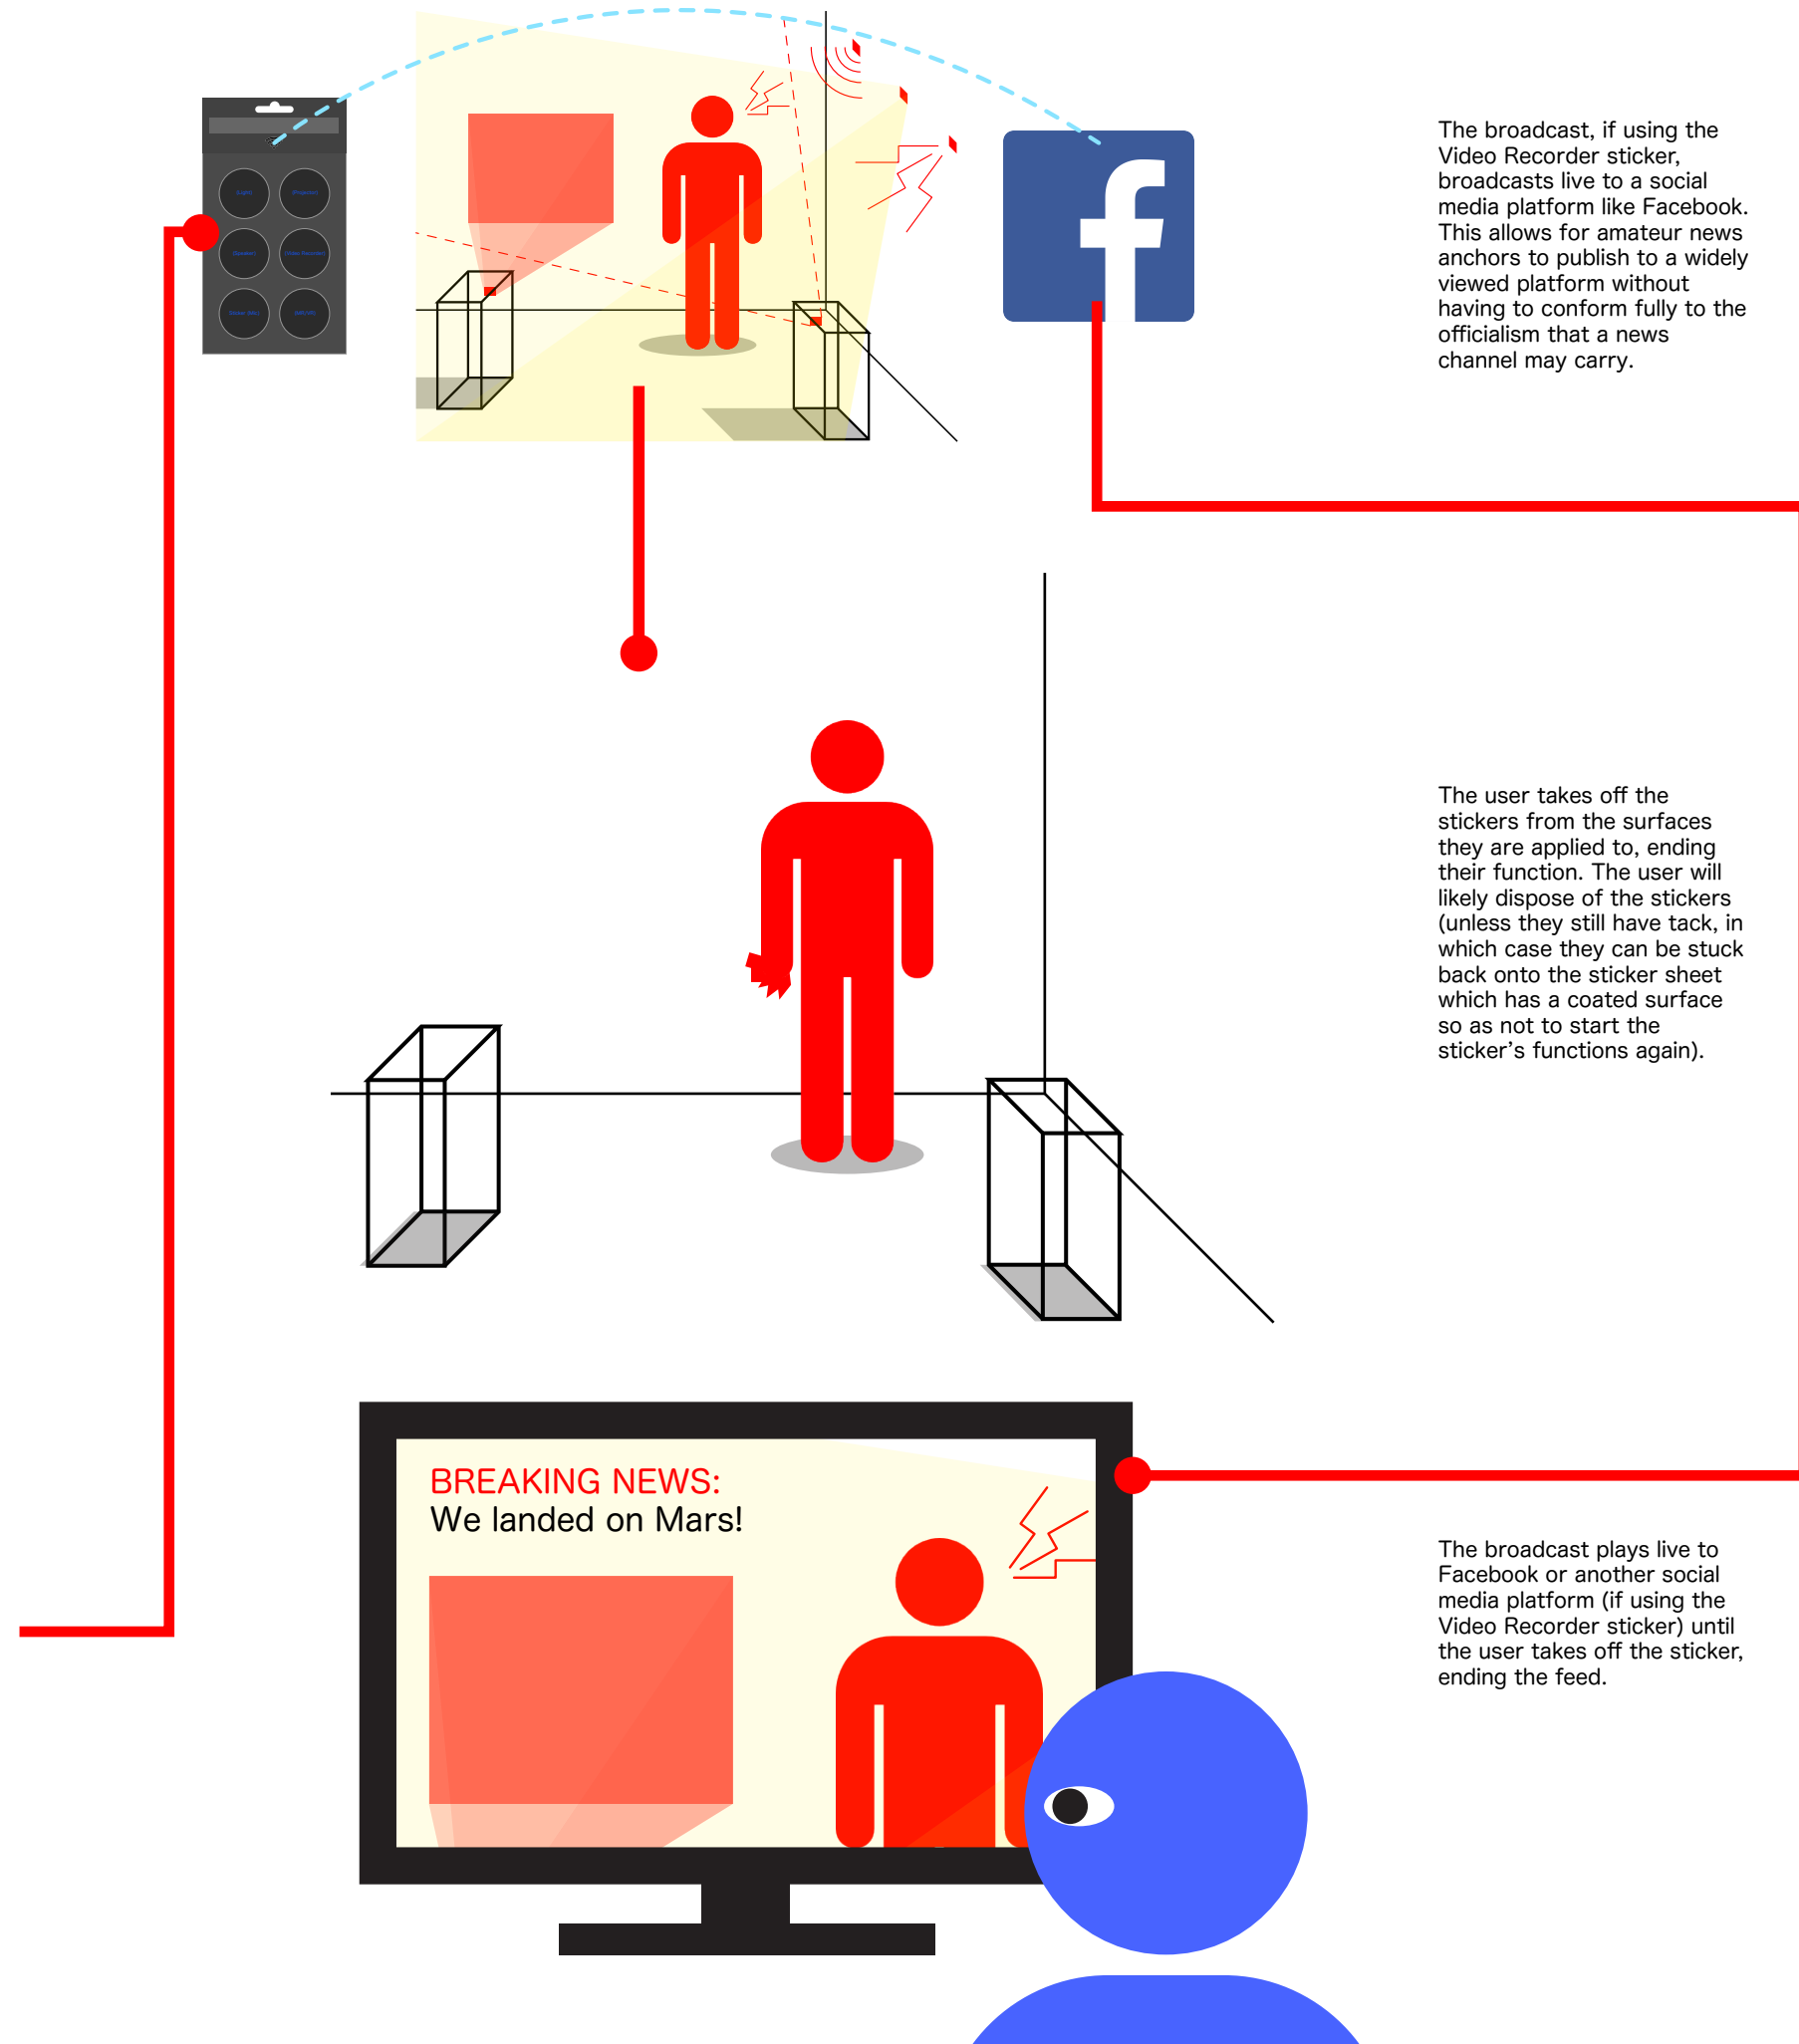 [Light]
[Projector]
[Speaker]
[Video Recorder]
The broadcast, if using the
Video Recorder sticker,
broadcasts live to a social
media platform like Facebook.
This allows for amateur news
anchors to publish to a widely
viewed platform without
having to conform fully to the
officialism that a news
channel may carry.
The user takes off the
stickers from the surfaces
they are applied to, ending
their function. The user will
likely dispose of the stickers
(unless they still have tack, in
which case they can be stuck
back onto the sticker sheet
which has a coated surface
so as not to start the
sticker’s functions again).
BREAKING NEWS:
We landed on Mars!
The broadcast plays live to
Facebook or another social
media platform (if using the
Video Recorder sticker) until
the user takes off the sticker,
ending the feed.